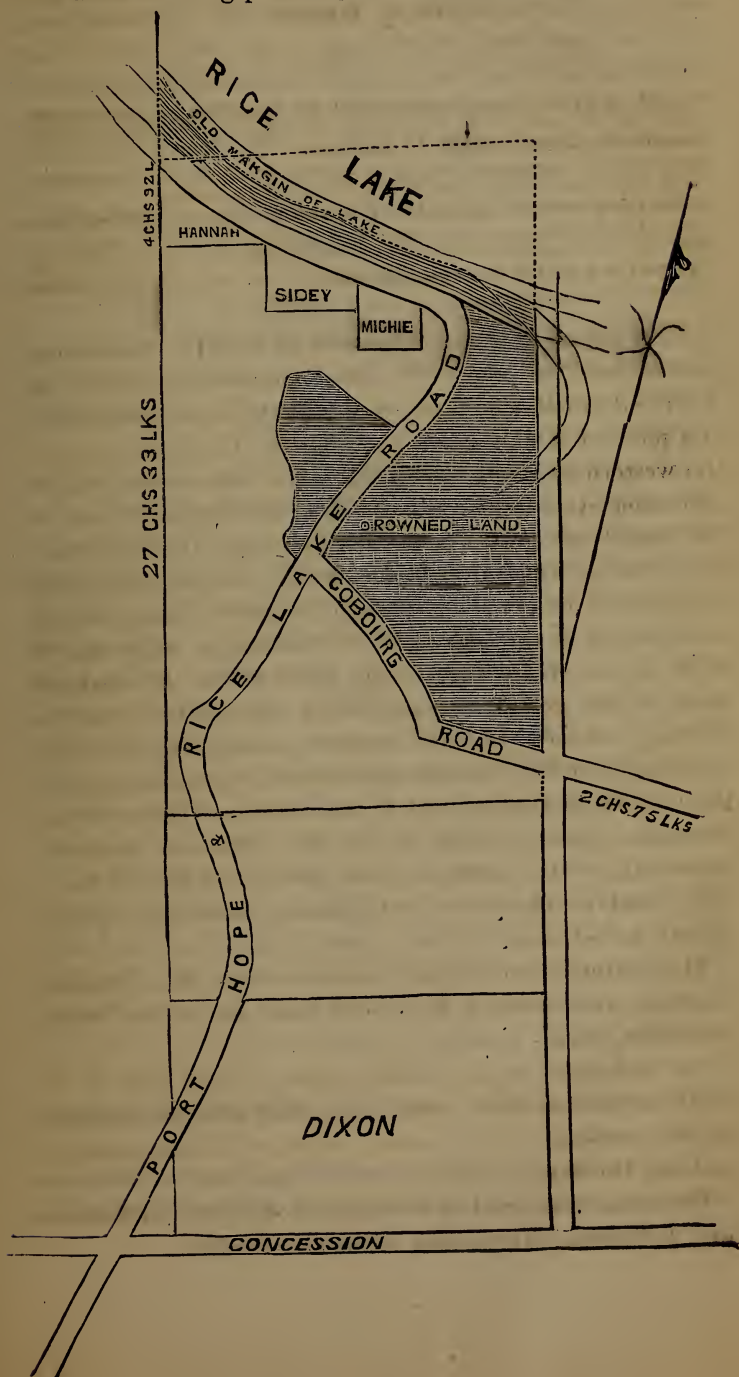 RICE LAKE
OLD MARGIN OF LAKE
4 CHS 32 L
HANNAH
SIDEY
MICHIE
27 CHS 33 LKS
DROWNED LAND
COBOURG ROAD
2 CHS. 75 LKS
PORT HOPE & RICE LAKE ROAD
DIXON
CONCESSION